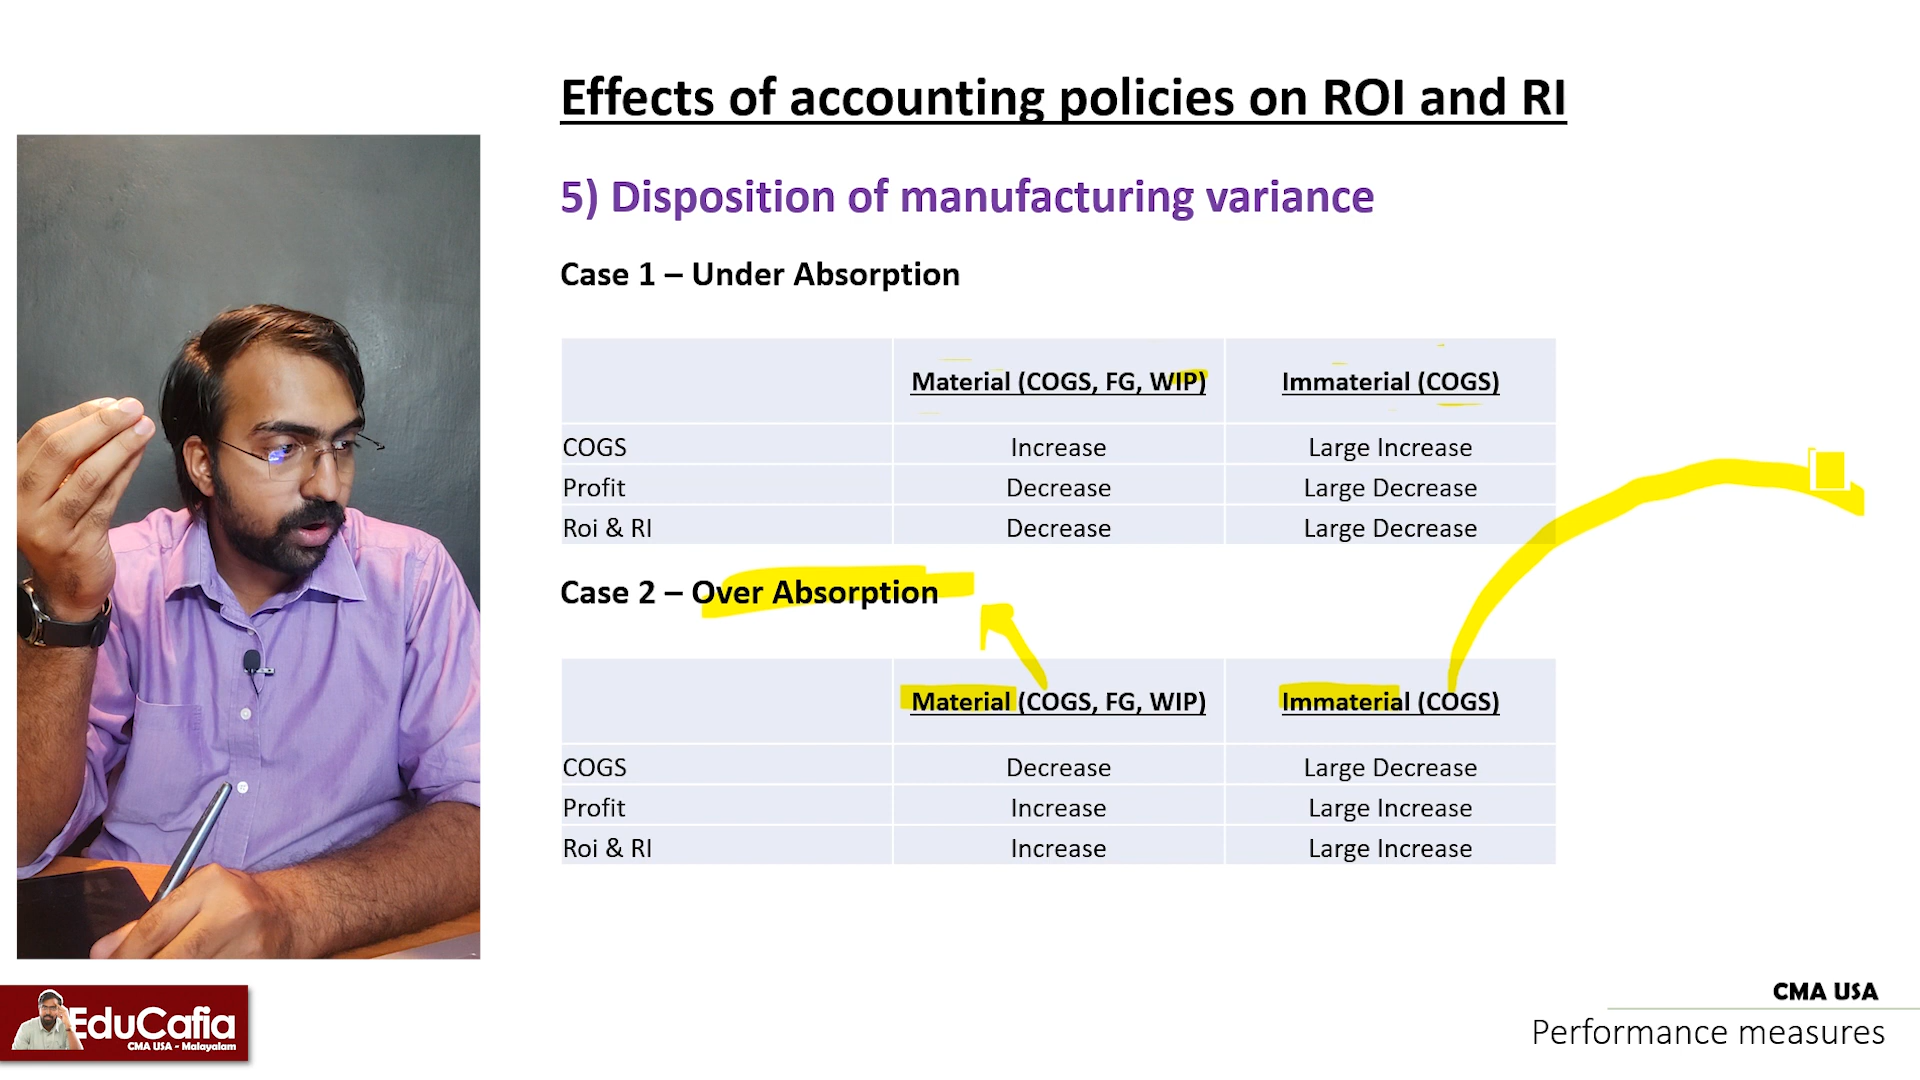 Effects of accounting policies on ROI and RI
5) Disposition of manufacturing variance
Case 1 – Under Absorption
Material (COGS, FG, WIP) Immaterial (COGS)
COGS Increase Large Increase
Profit Decrease Large Decrease
Roi & RI Decrease Large Decrease
Case 2 – Over Absorption
Material (COGS, FG, WIP) Immaterial (COGS)
COGS Decrease Large Decrease
Profit Increase Large Increase
Roi & RI Increase Large Increase
EduCafia
CMA USA - Malayalam
CMA USA
Performance measures